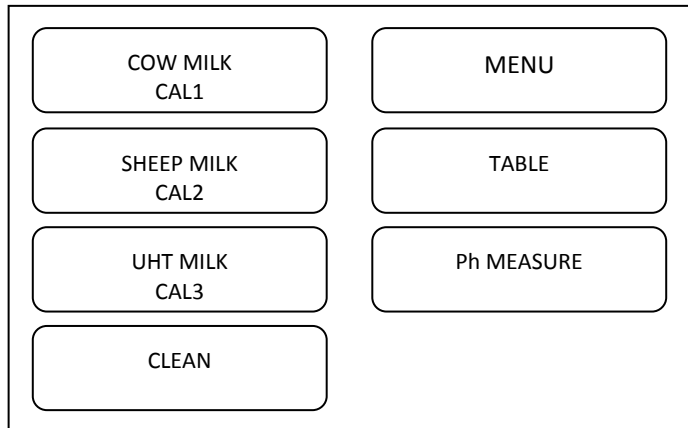 COW MILK
CAL1
MENU
SHEEP MILK
CAL2
TABLE
UHT MILK
CAL3
Ph MEASURE
CLEAN